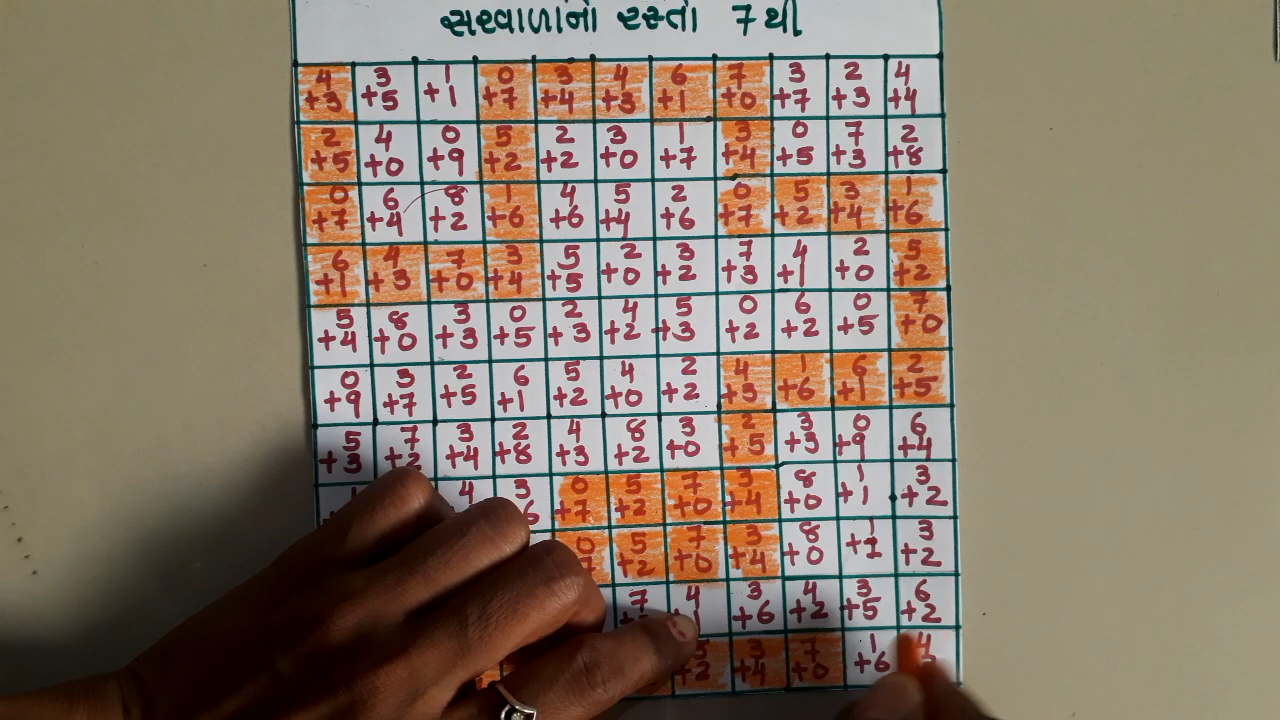 સરવાળાનો રસ્તો 7થી
4 3 1 0 3 4 6 7 3 2 4
+3 +5 +1 +7 +4 +3 +1 +0 +7 +3 +4
2 4 0 5 2 3 1 3 0 7 2
+5 +0 +9 +2 +2 +0 +7 +4 +5 +3 +8
0 6 8 1 4 5 2 0 5 3 1
+7 +4 +2 +6 +6 +4 +6 +7 +2 +4 +6
6 4 7 3 5 2 3 7 4 2 5
+1 +3 +0 +4 +5 +0 +2 +3 +1 +0 +2
5 8 3 0 2 4 5 0 6 0 7
+4 +0 +3 +5 +3 +2 +3 +2 +2 +5 +0
0 3 2 6 5 4 2 4 1 6 2
+9 +7 +5 +1 +2 +0 +2 +3 +6 +1 +5
5 7 3 2 4 8 3 2 3 0 6
+3 +2 +4 +8 +3 +2 +0 +5 +3 +9 +4
4 3 0 5 7 3 8 1 3
+7 +2 +0 +4 +0 +1 +2
0 5 7 3 8 1 3
+2 +0 +4 +0 +1 +2
7 4 3 4 3 6
+6 +2 +5 +2
5 3 7 1 4
+2 +4 +0 +6